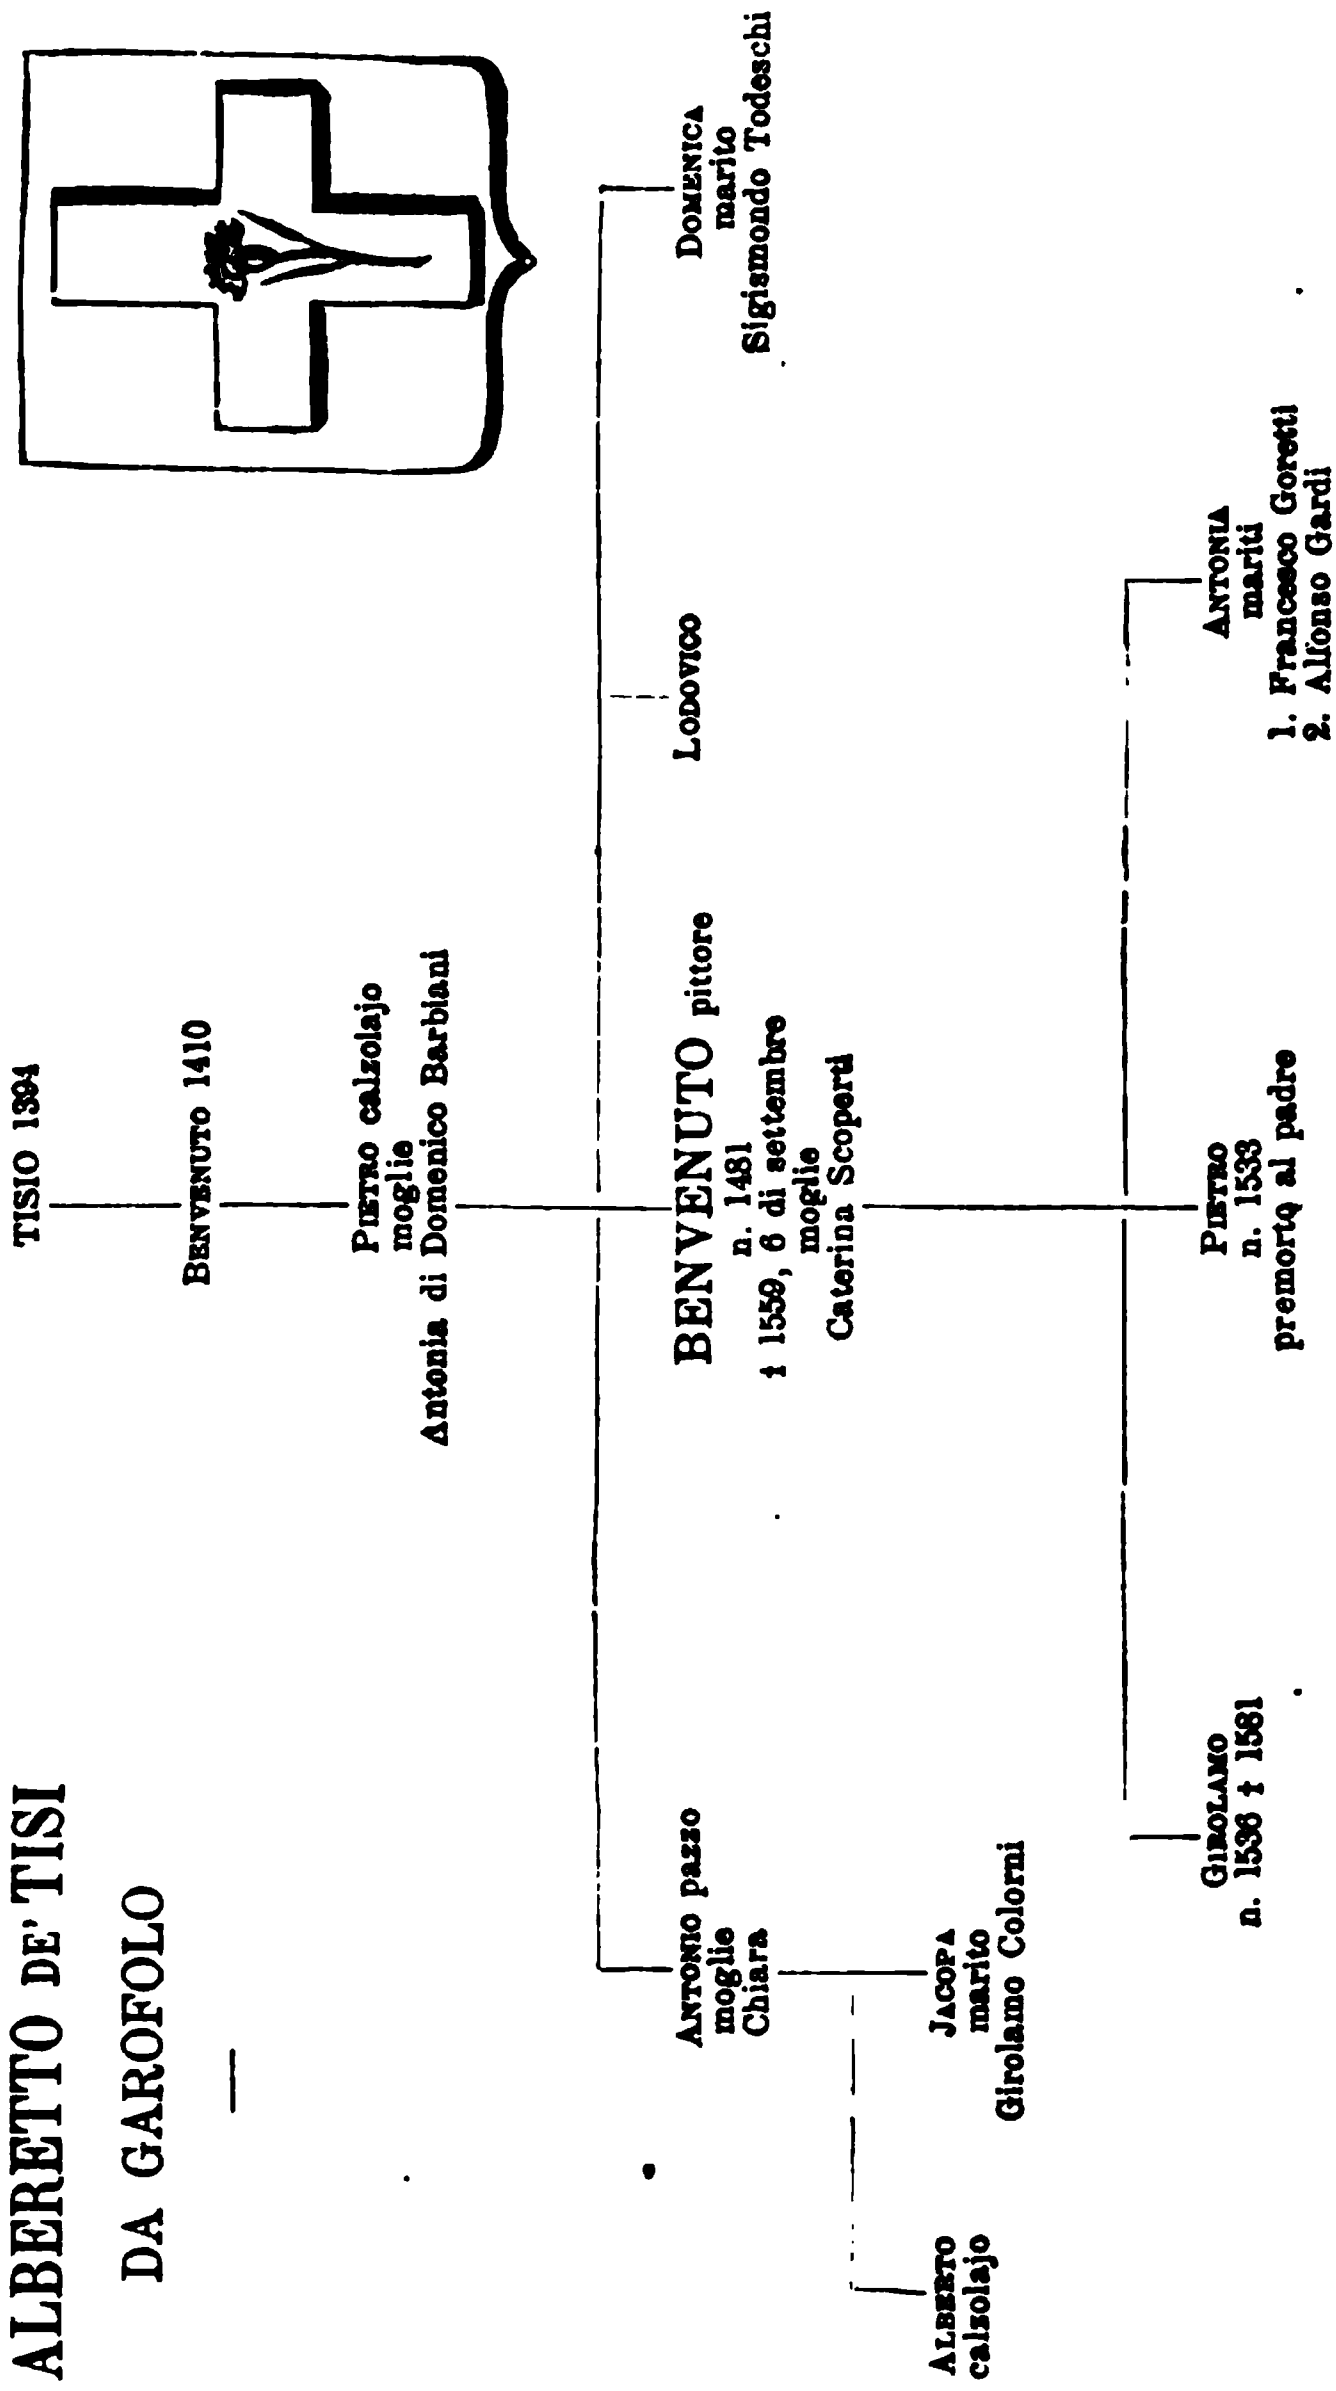 ALBERETTO DE' TISI
DA GAROFOLO
TISIO 1394
BENVENUTO 1410
PIETRO calzolajo
moglie
Antonia di Domenico Barbiani
ANTONIO pazzo
moglie
Chiara
BENVENUTO pittore
n. 1481
† 1559, 6 di settembre
moglie
Caterina Scoperti
LODOVICO
DOMENICA
marito
Sigismondo Todeschi
ALBERTO
calzolajo
JACOPA
marito
Girolamo Colorni
GIROLAMO
n. 1536 † 1581
PIETRO
n. 1533
premorto al padre
ANTONIA
mariti
1. Francesco Goretti
2. Alfonso Gardi